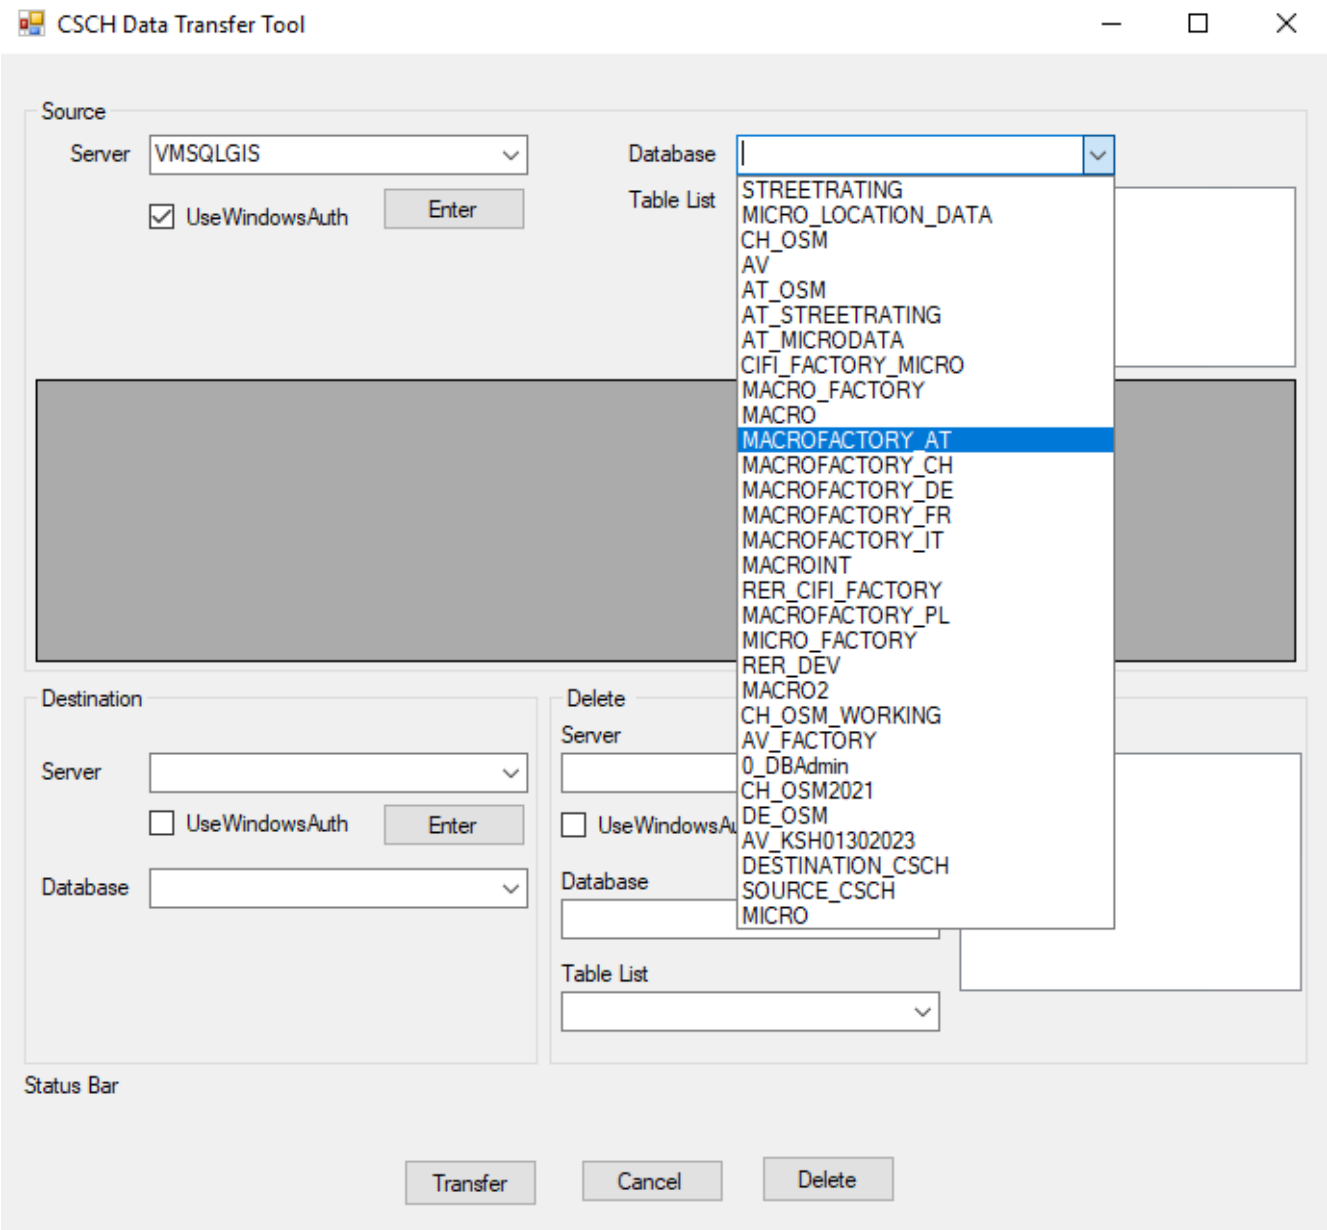 CSCH Data Transfer Tool
Source
Server VMSQLGIS
Database
UseWindowsAuth
Enter
Table List
STREETRATING
MICRO_LOCATION_DATA
CH_OSM
AV
AT_OSM
AT_STREETRATING
AT_MICRODATA
CIFI_FACTORY_MICRO
MACRO_FACTORY
MACRO
MACROFACTORY_AT
MACROFACTORY_CH
MACROFACTORY_DE
MACROFACTORY_FR
MACROFACTORY_IT
MACROINT
RER_CIFI_FACTORY
MACROFACTORY_PL
MICRO_FACTORY
RER_DEV
MACRO2
CH_OSM_WORKING
AV_FACTORY
0_DBAdmin
CH_OSM2021
DE_OSM
AV_KSH01302023
DESTINATION_CSCH
SOURCE_CSCH
MICRO
Destination
Server
UseWindowsAuth
Enter
Database
Delete
Server
UseWindowsAu
Database
Table List
Status Bar
Transfer
Cancel
Delete